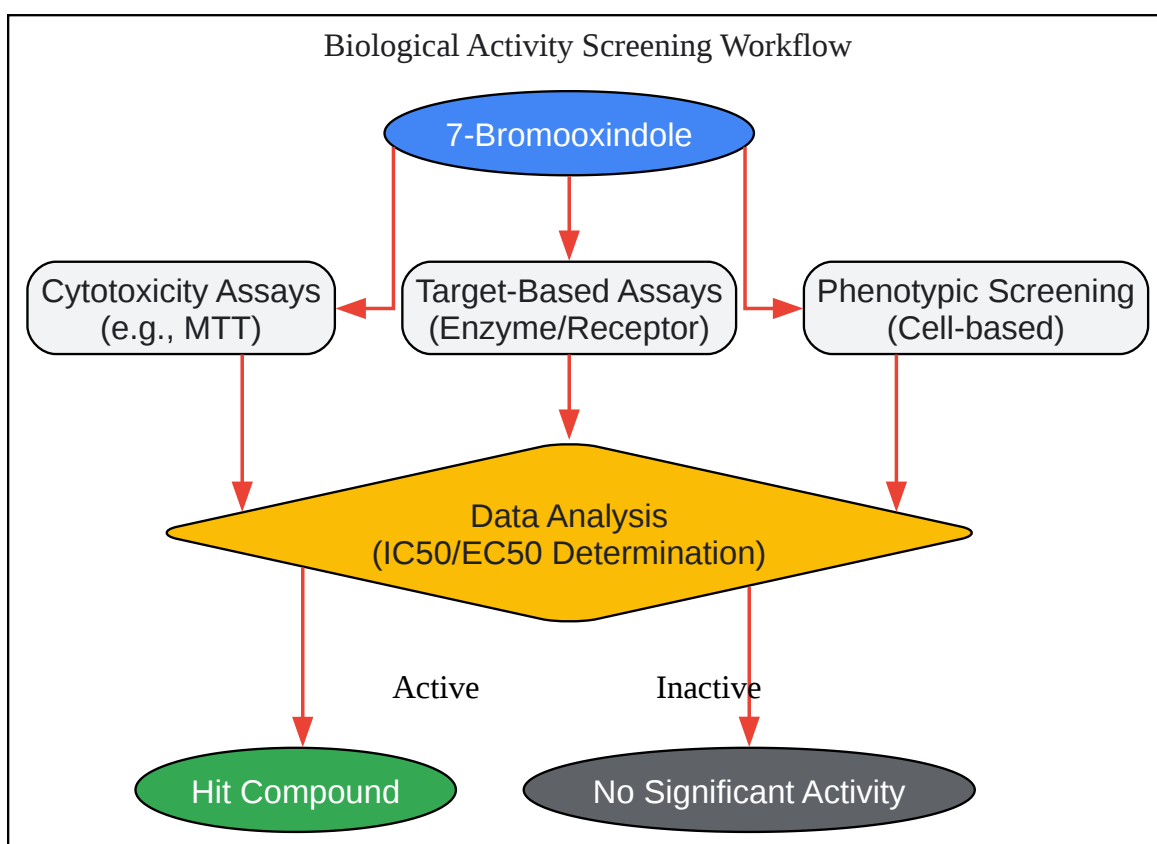 Biological Activity Screening Workflow
7-Bromooxindole
Cytotoxicity Assays
(e.g., MTT)
Target-Based Assays
(Enzyme/Receptor)
Phenotypic Screening
(Cell-based)
Data Analysis
(IC50/EC50 Determination)
Active
Inactive
Hit Compound
No Significant Activity